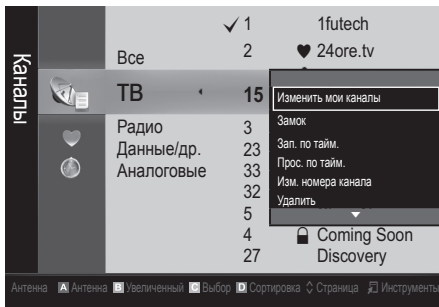 Каналы
✓ 1 1futech
Все 2 ♥ 24ore.tv
ТВ 15
Радио 3
Данные/др. 23
Аналоговые 33
32
5
4 Coming Soon
27 Discovery
Изменить мои каналы
Замок
Зап. по тайм.
Прос. по тайм.
Изм. номера канала
Удалить
Антенна A Антенна B Увеличенный C Выбор D Сортировка Страница Инструменты